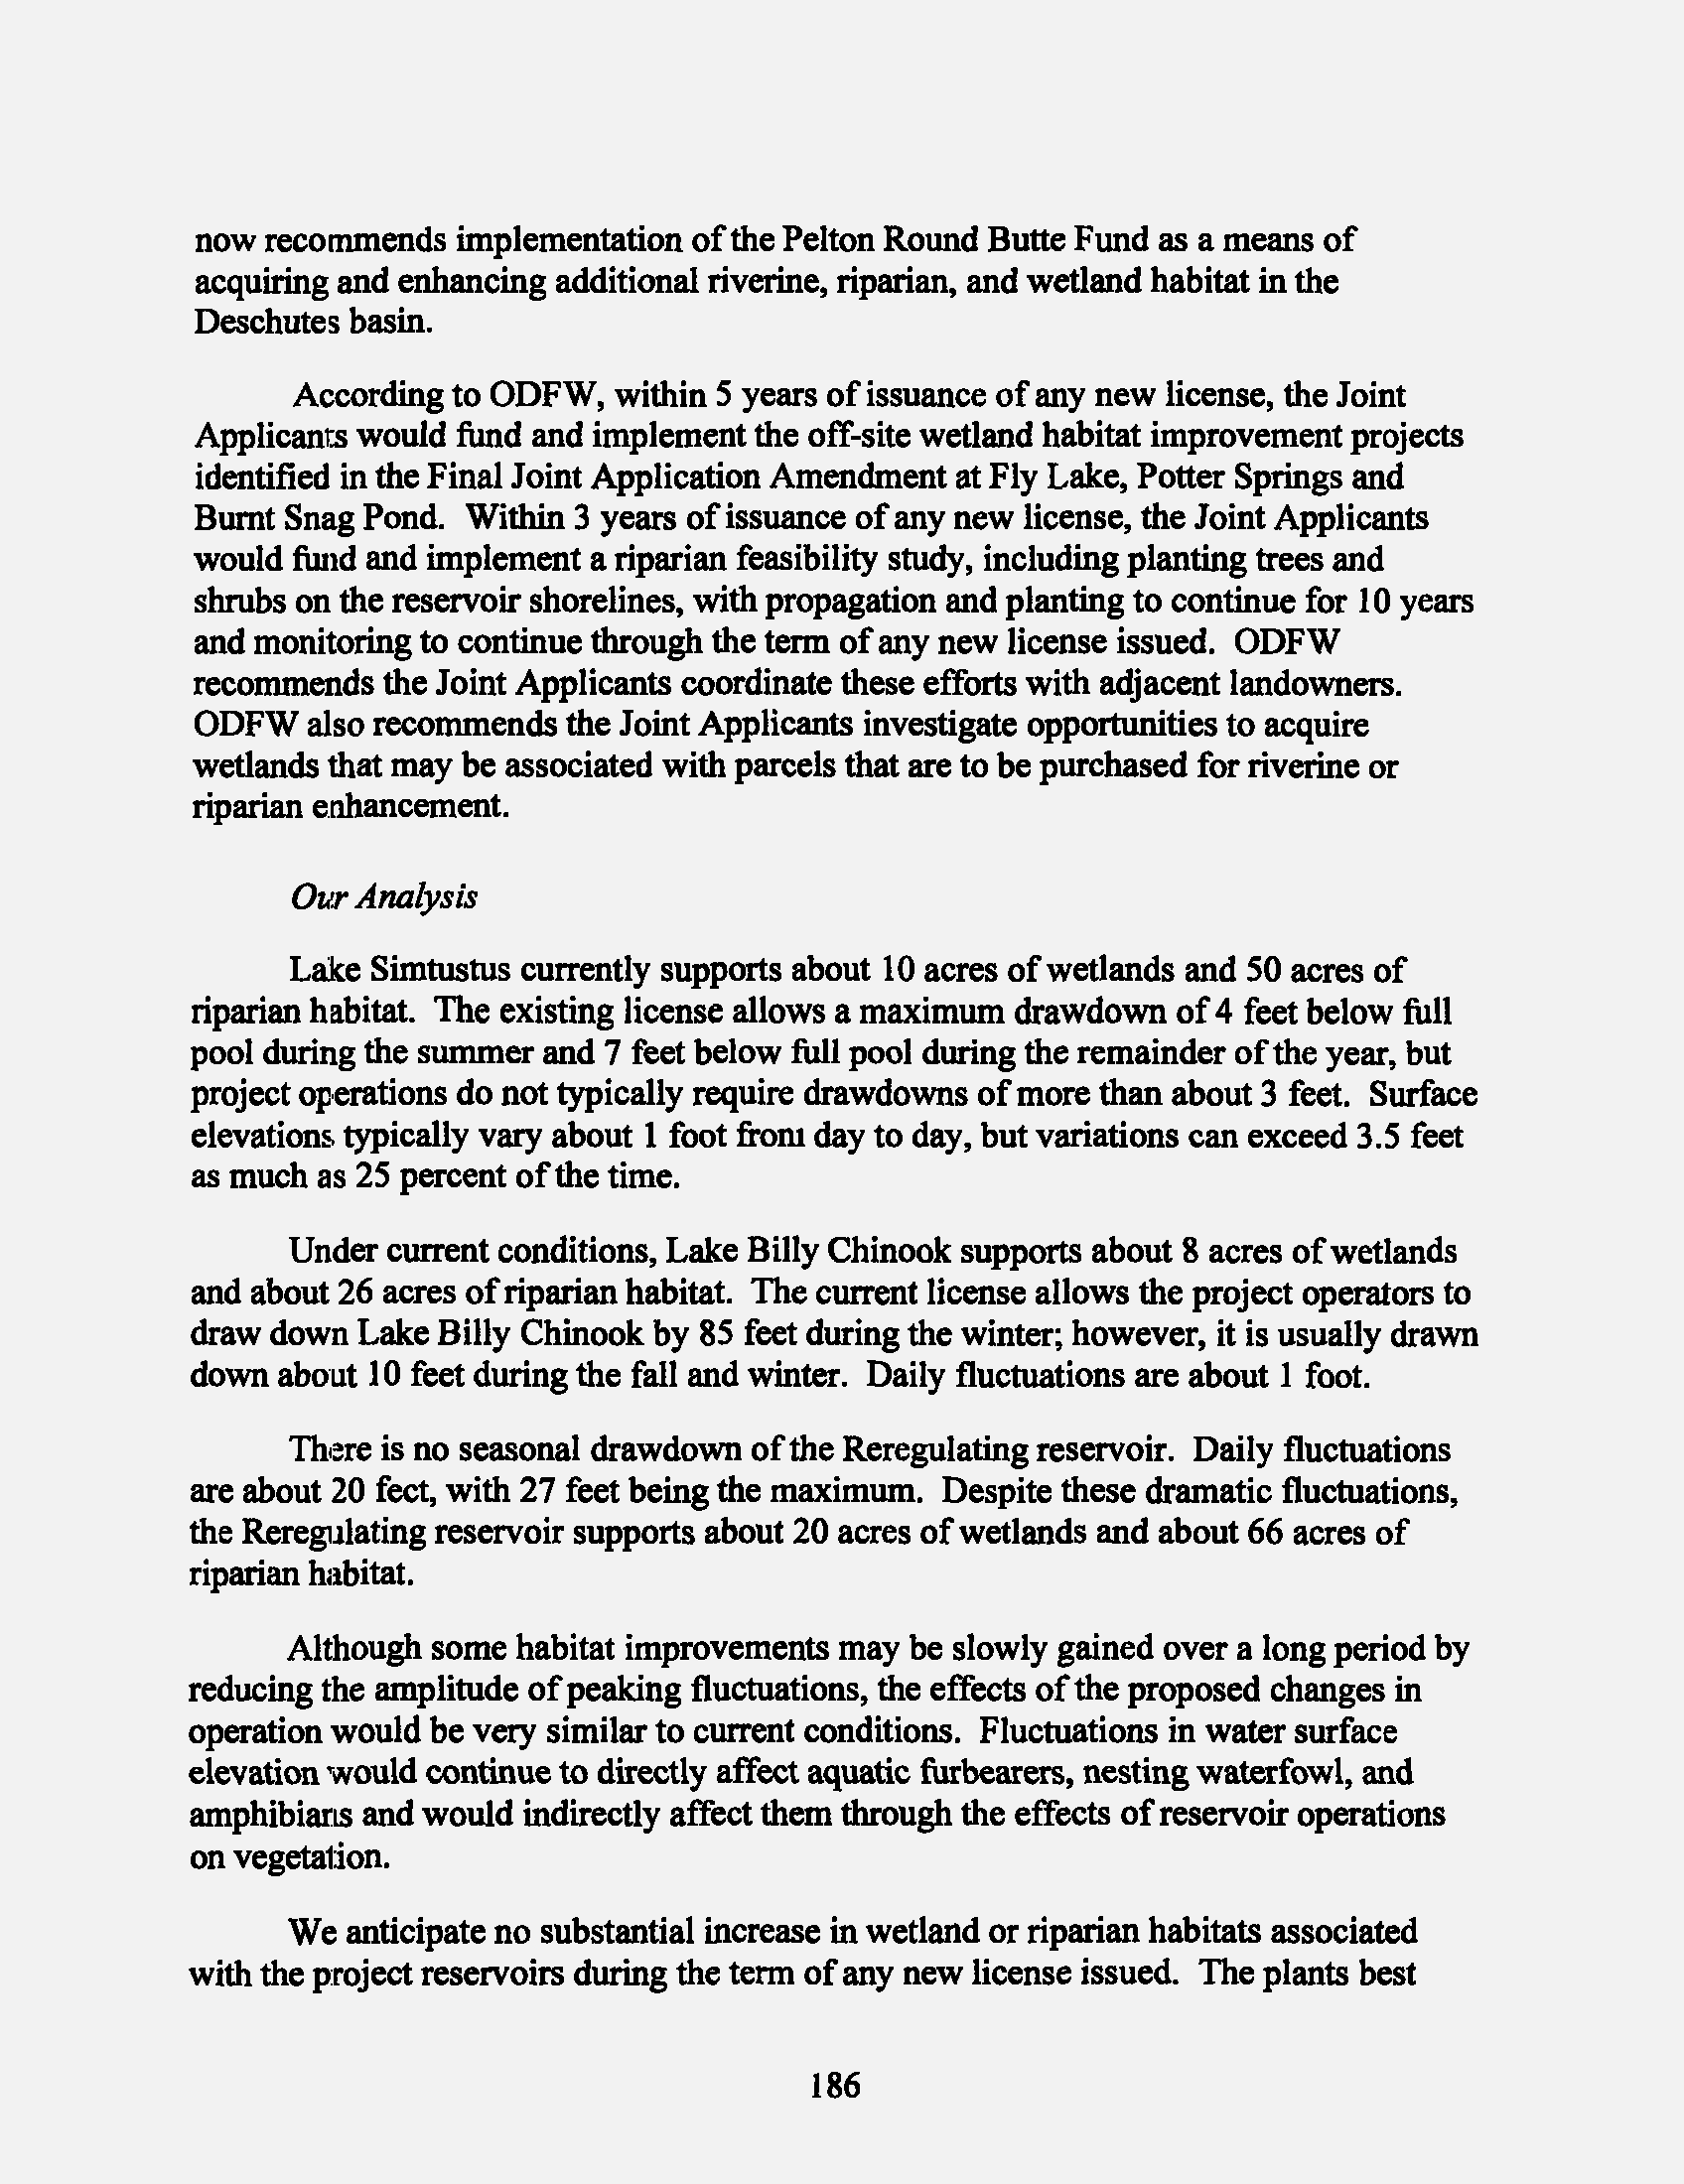 now recommends implementation of the Pelton Round Butte Fund as a means of
acquiring and enhancing additional riverine, riparian, and wetland habitat in the
Deschutes basin.
According to ODFW, within 5 years of issuance of any new license, the Joint
Applicants would fund and implement the off-site wetland habitat improvement projects
identified in the Final Joint Application Amendment at Fly Lake, Potter Springs and
Burnt Snag Pond. Within 3 years of issuance of any new license, the Joint Applicants
would fund and implement a riparian feasibility study, including planting trees and
shrubs on the reservoir shorelines, with propagation and planting to continue for 10 years
and monitoring to continue through the term of any new license issued. ODFW
recommends the Joint Applicants coordinate these efforts with adjacent landowners.
ODFW also recommends the Joint Applicants investigate opportunities to acquire
wetlands that may be associated with parcels that are to be purchased for riverine or
riparian enhancement.
Our Analysis
Lake Simtustus currently supports about 10 acres of wetlands and 50 acres of
riparian habitat. The existing license allows a maximum drawdown of 4 feet below full
pool during the summer and 7 feet below full pool during the remainder of the year, but
project operations do not typically require drawdowns of more than about 3 feet. Surface
elevations typically vary about 1 foot from day to day, but variations can exceed 3.5 feet
as much as 25 percent of the time.
Under current conditions, Lake Billy Chinook supports about 8 acres of wetlands
and about 26 acres of riparian habitat. The current license allows the project operators to
draw down Lake Billy Chinook by 85 feet during the winter; however, it is usually drawn
down about 10 feet during the fall and winter. Daily fluctuations are about 1 foot.
There is no seasonal drawdown of the Reregulating reservoir. Daily fluctuations
are about 20 feet, with 27 feet being the maximum. Despite these dramatic fluctuations,
the Reregulating reservoir supports about 20 acres of wetlands and about 66 acres of
riparian habitat.
Although some habitat improvements may be slowly gained over a long period by
reducing the amplitude of peaking fluctuations, the effects of the proposed changes in
operation would be very similar to current conditions. Fluctuations in water surface
elevation would continue to directly affect aquatic furbearers, nesting waterfowl, and
amphibians and would indirectly affect them through the effects of reservoir operations
on vegetation.
We anticipate no substantial increase in wetland or riparian habitats associated
with the project reservoirs during the term of any new license issued. The plants best
186